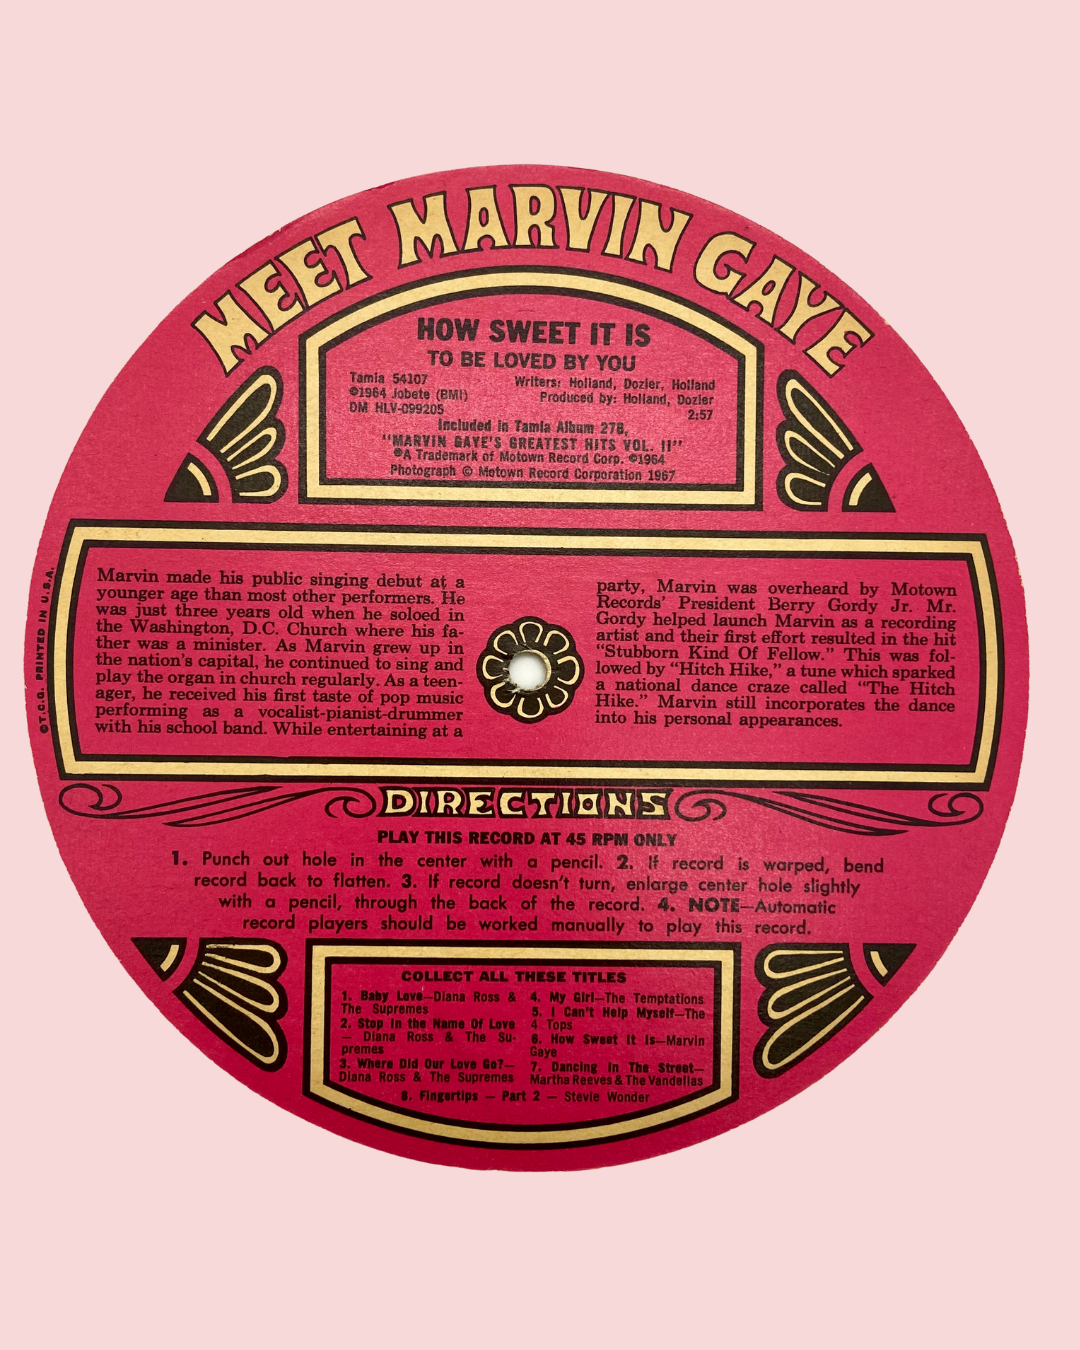 MEET MARVIN GAYE
HOW SWEET IT IS
TO BE LOVED BY YOU
Tamla 54107
©1964 Jobete (BMI)
DM HLV-099205
Writers: Holland, Dozier, Holland
Produced by: Holland, Dozier
2:57
Included in Tamla Album 278,
"MARVIN GAYE'S GREATEST HITS VOL. II"
®A Trademark of Motown Record Corp. ©1964
Photograph © Motown Record Corporation 1967
©T.C.G. PRINTED IN U.S.A.
Marvin made his public singing debut at a
younger age than most other performers. He
was just three years old when he soloed in
the Washington, D.C. Church where his fa-
ther was a minister. As Marvin grew up in
the nation's capital, he continued to sing and
play the organ in church regularly. As a teen-
ager, he received his first taste of pop music
performing as a vocalist-pianist-drummer
with his school band. While entertaining at a
party, Marvin was overheard by Motown
Records' President Berry Gordy Jr. Mr.
Gordy helped launch Marvin as a recording
artist and their first effort resulted in the hit
"Stubborn Kind Of Fellow." This was fol-
lowed by "Hitch Hike," a tune which sparked
a national dance craze called "The Hitch
Hike." Marvin still incorporates the dance
into his personal appearances.
DIRECTIONS
PLAY THIS RECORD AT 45 RPM ONLY
1. Punch out hole in the center with a pencil. 2. If record is warped, bend
record back to flatten. 3. If record doesn't turn, enlarge center hole slightly
with a pencil, through the back of the record. 4. NOTE—Automatic
record players should be worked manually to play this record.
COLLECT ALL THESE TITLES
1. Baby Love—Diana Ross &
The Supremes
2. Stop In the Name Of Love
— Diana Ross & The Su-
premes
3. Where Did Our Love Go?—
Diana Ross & The Supremes
4. My Girl—The Temptations
5. I Can't Help Myself—The
4 Tops
6. How Sweet It Is—Marvin
Gaye
7. Dancing In The Street—
Martha Reeves & The Vandellas
8. Fingertips — Part 2 — Stevie Wonder